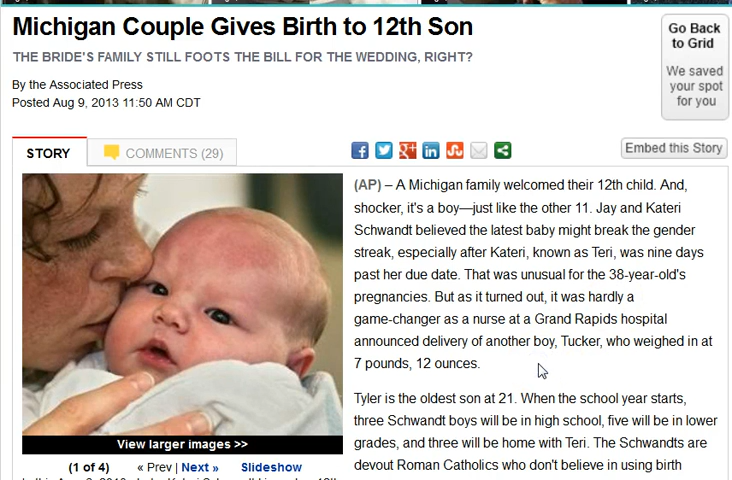 Michigan Couple Gives Birth to 12th Son
THE BRIDE'S FAMILY STILL FOOTS THE BILL FOR THE WEDDING, RIGHT?
By the Associated Press
Posted Aug 9, 2013 11:50 AM CDT
Go Back
to Grid
We saved
your spot
for you
STORY
COMMENTS (29)
Embed this Story
(AP) – A Michigan family welcomed their 12th child. And,
shocker, it's a boy—just like the other 11. Jay and Kateri
Schwandt believed the latest baby might break the gender
streak, especially after Kateri, known as Teri, was nine days
past her due date. That was unusual for the 38-year-old's
pregnancies. But as it turned out, it was hardly a
game-changer as a nurse at a Grand Rapids hospital
announced delivery of another boy, Tucker, who weighed in at
7 pounds, 12 ounces.
Tyler is the oldest son at 21. When the school year starts,
three Schwandt boys will be in high school, five will be in lower
grades, and three will be home with Teri. The Schwandts are
devout Roman Catholics who don't believe in using birth
View larger images >>
(1 of 4) « Prev | Next » Slideshow